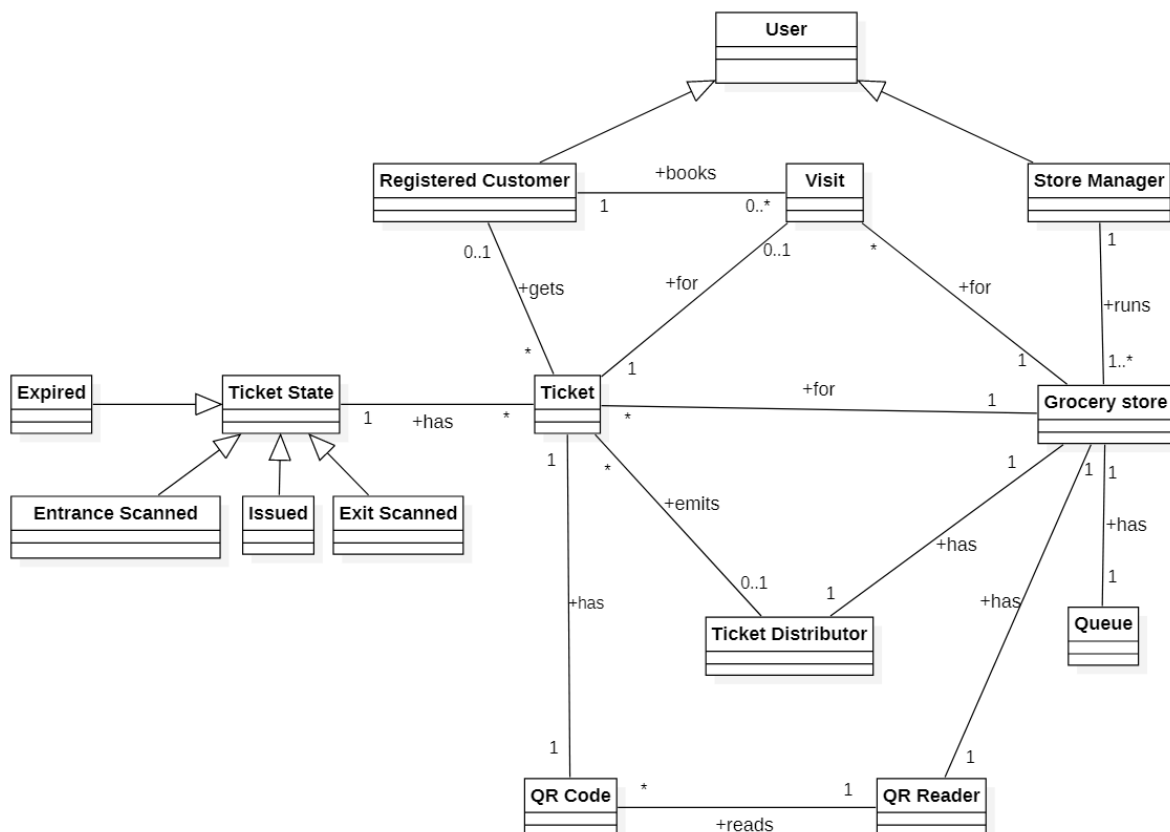 User
Registered Customer
+books
Visit
Store Manager
1
0..*
0..1
0..1
*
1
+gets
+for
+for
+runs
*
1
1
1..*
Expired
Ticket State
Ticket
+for
Grocery store
1
+has
*
*
1
1
*
1
1
1
Entrance Scanned
Issued
Exit Scanned
+emits
+has
+has
0..1
1
1
+has
+has
Ticket Distributor
Queue
1
1
QR Code
*
1
QR Reader
+reads